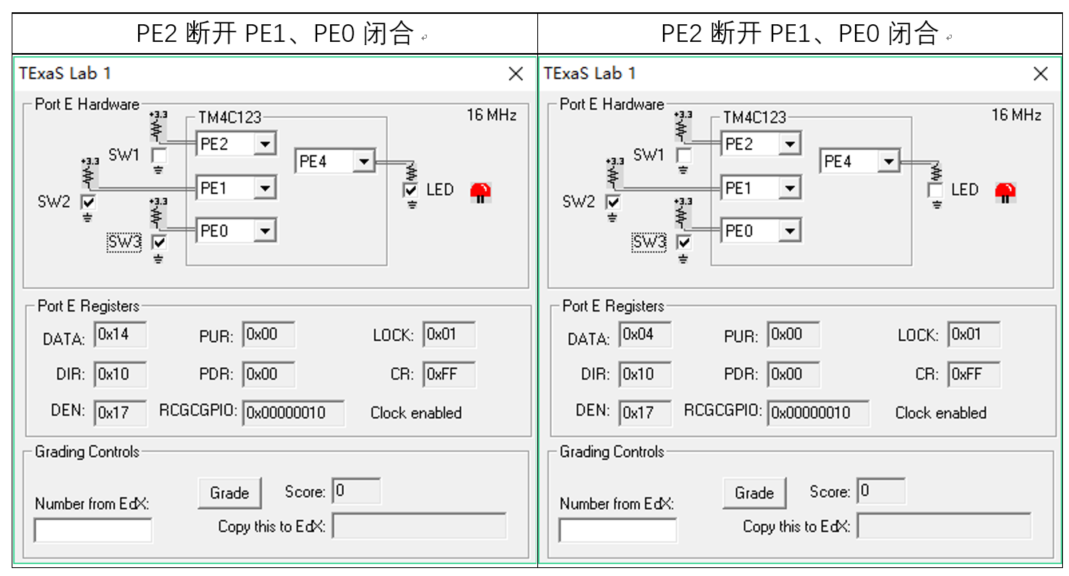 PE2 断开 PE1、PE0 闭合
PE2 断开 PE1、PE0 闭合
TExaS Lab 1
Port E Hardware
+3.3
TM4C123
16 MHz
PE2
SW1
PE4
+3.3
PE1
LED
SW2
+3.3
PE0
SW3
Port E Registers
DATA: 0x14 PUR: 0x00 LOCK: 0x01
DIR: 0x10 PDR: 0x00 CR: 0xFF
DEN: 0x17 RCGCGPIO: 0x00000010 Clock enabled
Grading Controls
Number from EdX:
Grade Score: 0
Copy this to EdX:
TExaS Lab 1
Port E Hardware
+3.3
TM4C123
16 MHz
PE2
SW1
PE4
+3.3
PE1
LED
SW2
+3.3
PE0
SW3
Port E Registers
DATA: 0x04 PUR: 0x00 LOCK: 0x01
DIR: 0x10 PDR: 0x00 CR: 0xFF
DEN: 0x17 RCGCGPIO: 0x00000010 Clock enabled
Grading Controls
Number from EdX:
Grade Score: 0
Copy this to EdX: